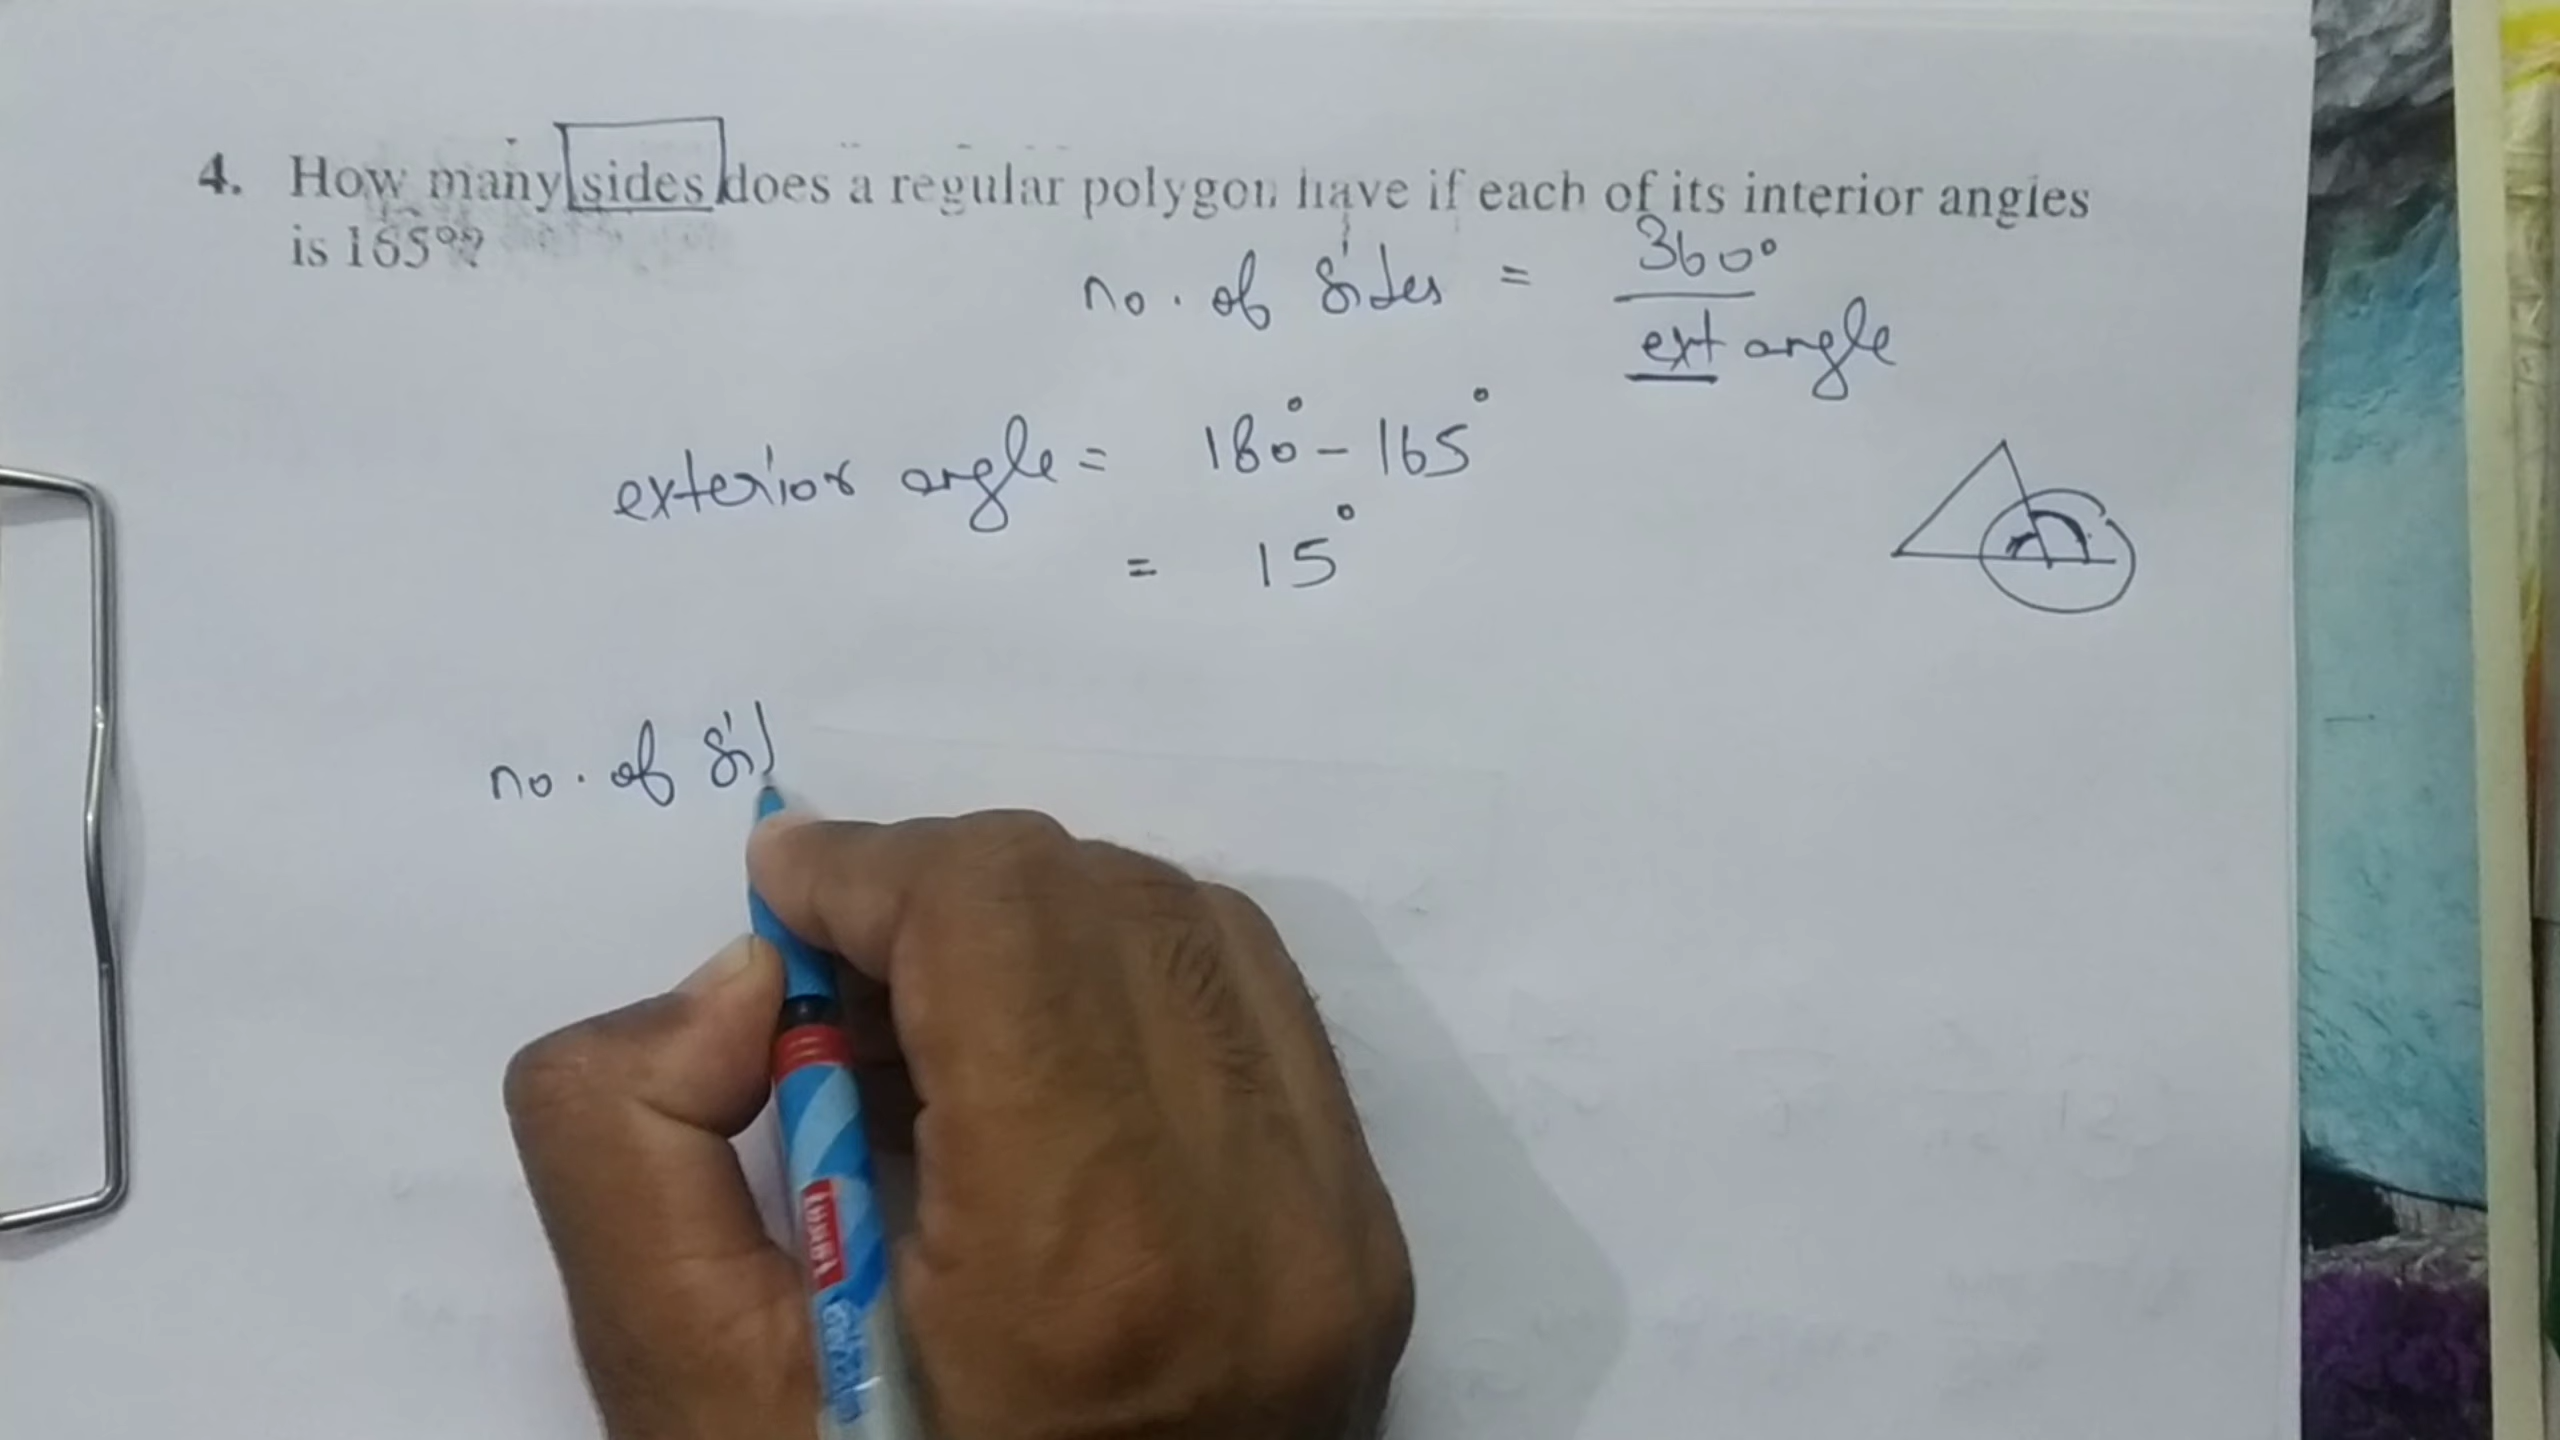 4. How many sides does a regular polygon have if each of its interior angles
is 165°?
no. of sides = 360°
ext angle
exterior angle = 180° - 165°
= 15°
no. of